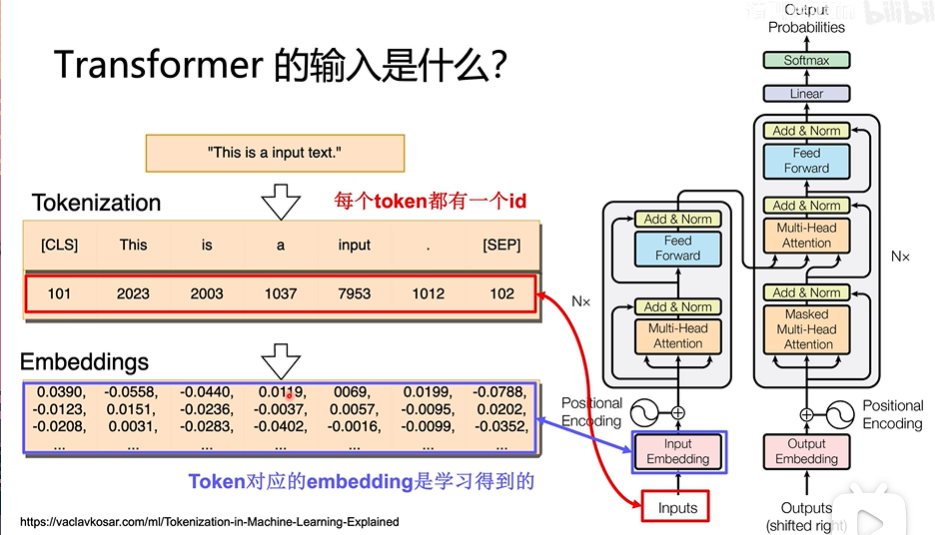 Transformer 的输入是什么?
"This is a input text."
Tokenization
每个token都有一个id
[CLS] This is a input . [SEP]
101 2023 2003 1037 7953 1012 102
Embeddings
0.0390, -0.0558, -0.0440, 0.0119, 0069, 0.0199, -0.0788,
-0.0123, 0.0151, -0.0236, -0.0037, 0.0057, -0.0095, 0.0202,
-0.0208, 0.0031, -0.0283, -0.0402, -0.0016, -0.0099, -0.0352,
... ... ... ... ... ... ...
Token对应的embedding是学习得到的
https://vaclavkosar.com/ml/Tokenization-in-Machine-Learning-Explained
Output
Probabilities
Softmax
Linear
Add & Norm
Feed
Forward
Add & Norm
Multi-Head
Attention
Add & Norm
Masked
Multi-Head
Attention
N×
Positional
Encoding
Output
Embedding
Outputs
(shifted right)
Add & Norm
Feed
Forward
Add & Norm
Multi-Head
Attention
N×
Positional
Encoding
Input
Embedding
Inputs
bilibili